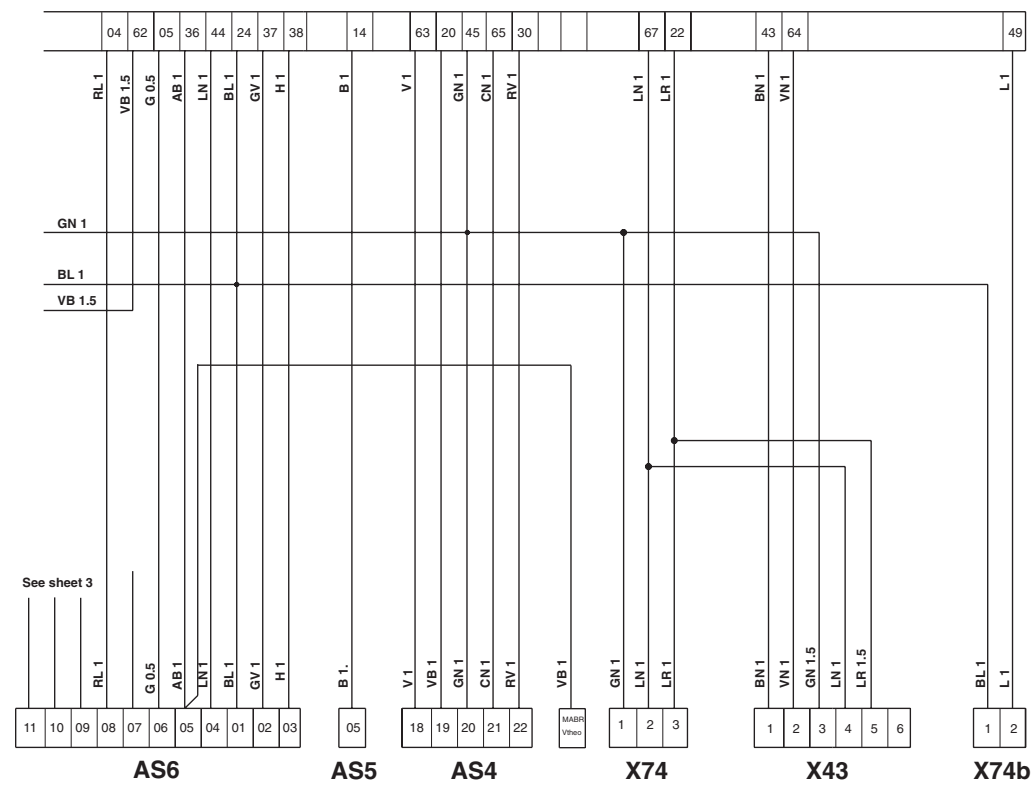 04 62 05 36 44 24 37 38 14 63 20 45 65 30 67 22 43 64 49
RL 1 VB 1.5 G 0.5 AB 1 LN 1 BL 1 GV 1 H 1 B 1 V 1 GN 1 CN 1 RV 1 LN 1 LR 1 BN 1 VN 1 L 1
GN 1
BL 1
VB 1.5
See sheet 3
RL 1 G 0.5 AB 1 LN 1 BL 1 GV 1 H 1 B 1. V 1 VB 1 GN 1 CN 1 RV 1 VB 1 GN 1 LN 1 LR 1 BN 1 VN 1 GN 1.5 LN 1 LR 1.5 BL 1 L 1
11 10 09 08 07 06 05 04 01 02 03 05 18 19 20 21 22 MABR 1 2 3 1 2 3 4 5 6 1 2
Vtheo
AS6 AS5 AS4 X74 X43 X74b